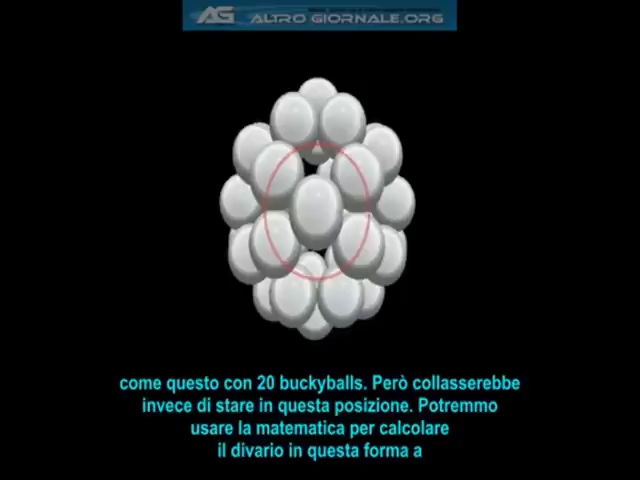 AG ALTRO GIORNALE.ORG
come questo con 20 buckyballs. Però collasserebbe
invece di stare in questa posizione. Potremmo
usare la matematica per calcolare
il divario in questa forma a